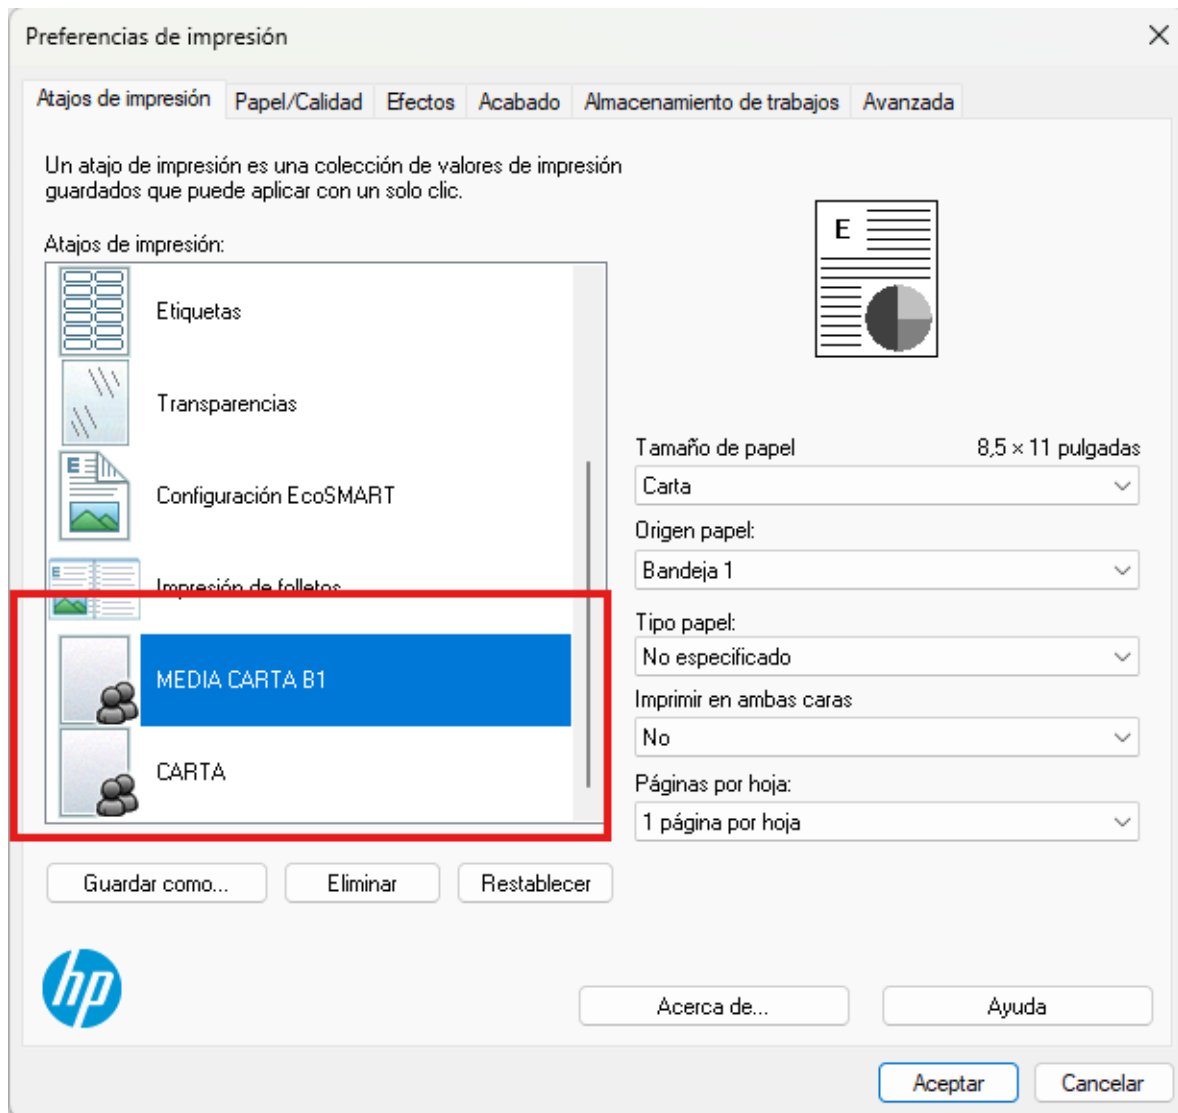 Preferencias de impresión
Atajos de impresión
Papel/Calidad
Efectos
Acabado
Almacenamiento de trabajos
Avanzada
Un atajo de impresión es una colección de valores de impresión
guardados que puede aplicar con un solo clic.
Atajos de impresión:
Etiquetas
Transparencias
Configuración EcoSMART
Impresión de folletos
MEDIA CARTA B1
CARTA
Guardar como...
Eliminar
Restablecer
E
Tamaño de papel
8,5 × 11 pulgadas
Carta
Origen papel:
Bandeja 1
Tipo papel:
No especificado
Imprimir en ambas caras
No
Páginas por hoja:
1 página por hoja
hp
Acerca de...
Ayuda
Aceptar
Cancelar